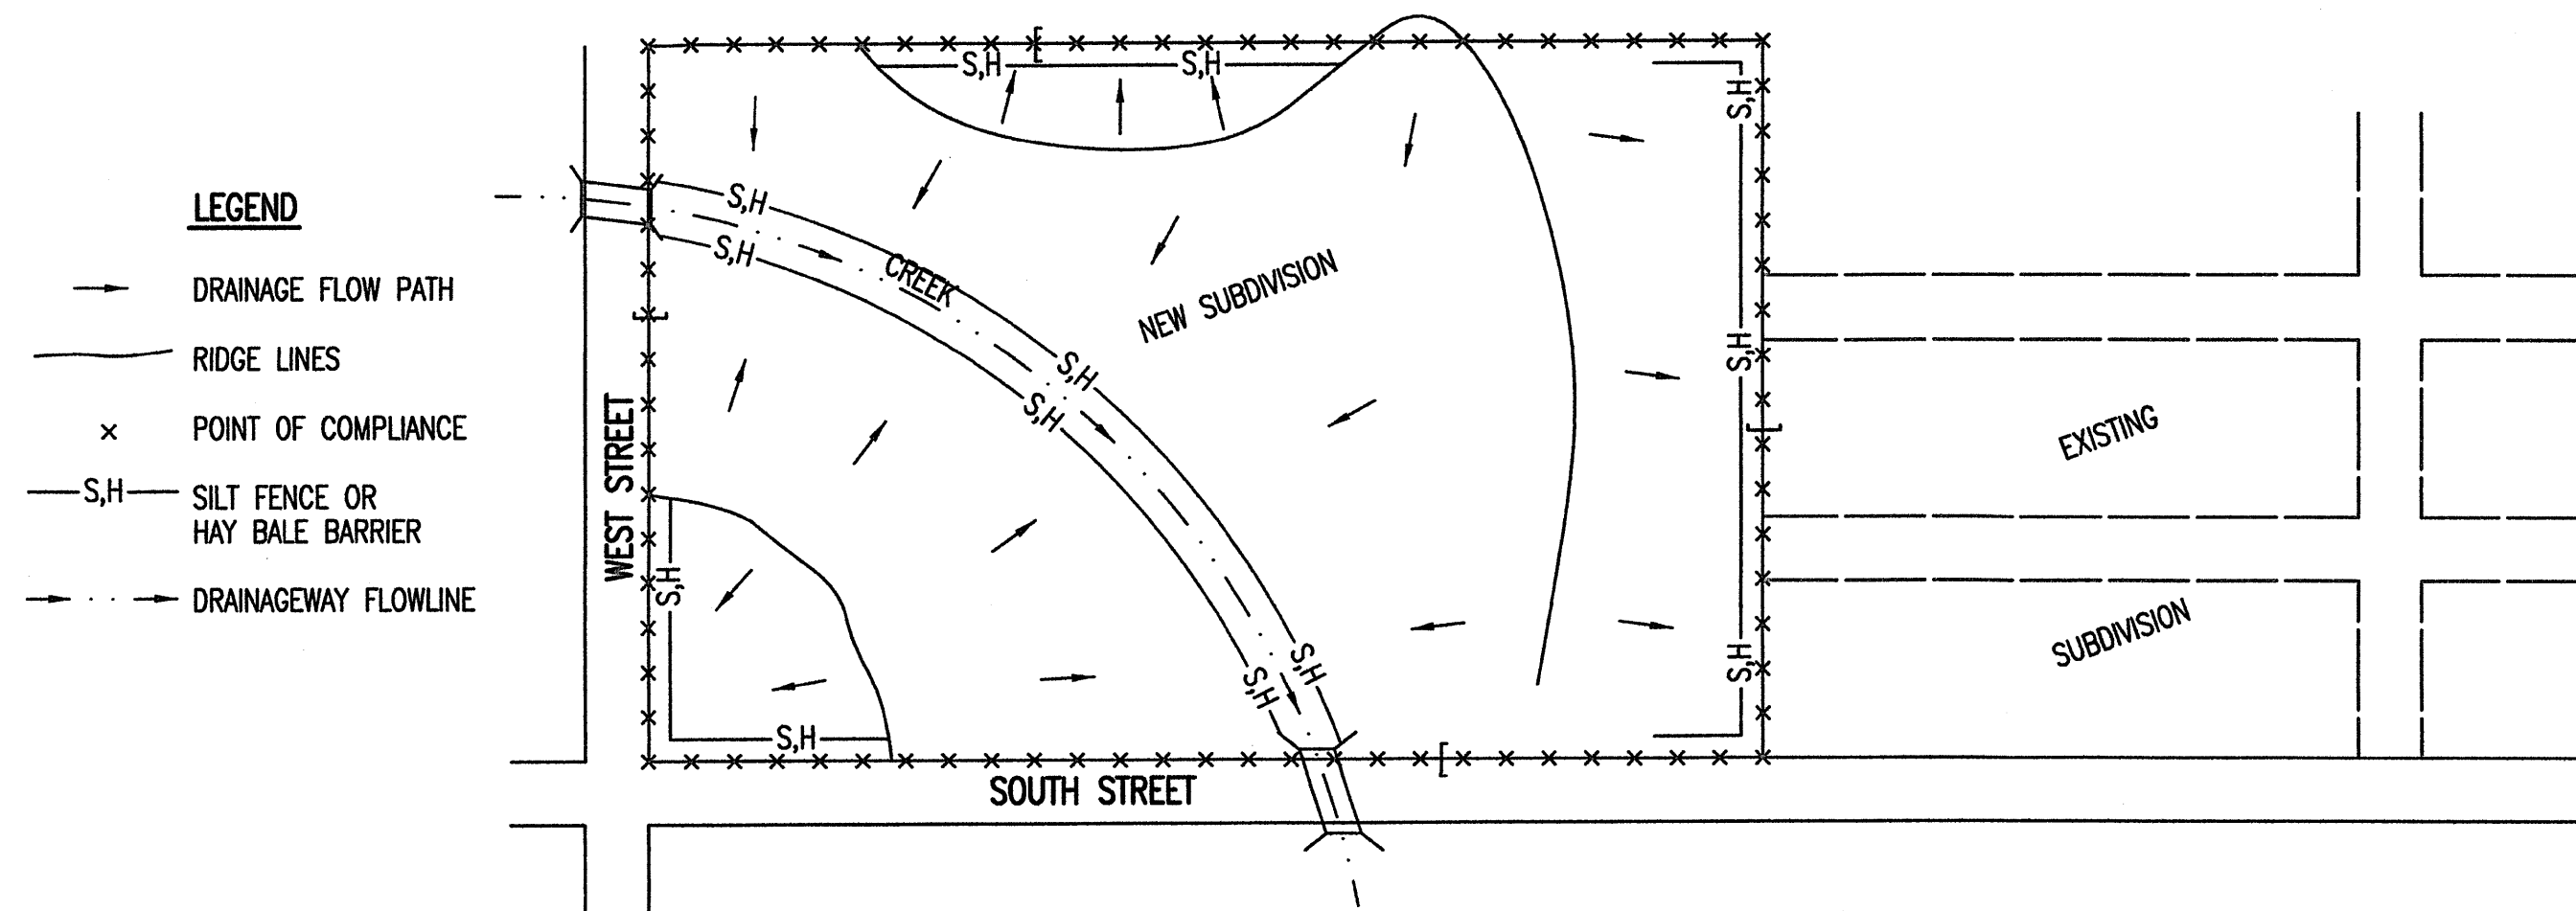 LEGEND
DRAINAGE FLOW PATH
RIDGE LINES
POINT OF COMPLIANCE
S,H
SILT FENCE OR
HAY BALE BARRIER
DRAINAGEWAY FLOWLINE
S,H
S,H
S,H
S,H
S,H
CREEK
NEW SUBDIVISION
S,H
S,H
S,H
WEST STREET
EXISTING
S,H
S,H
S,H
S,H
S,H
SUBDIVISION
SOUTH STREET